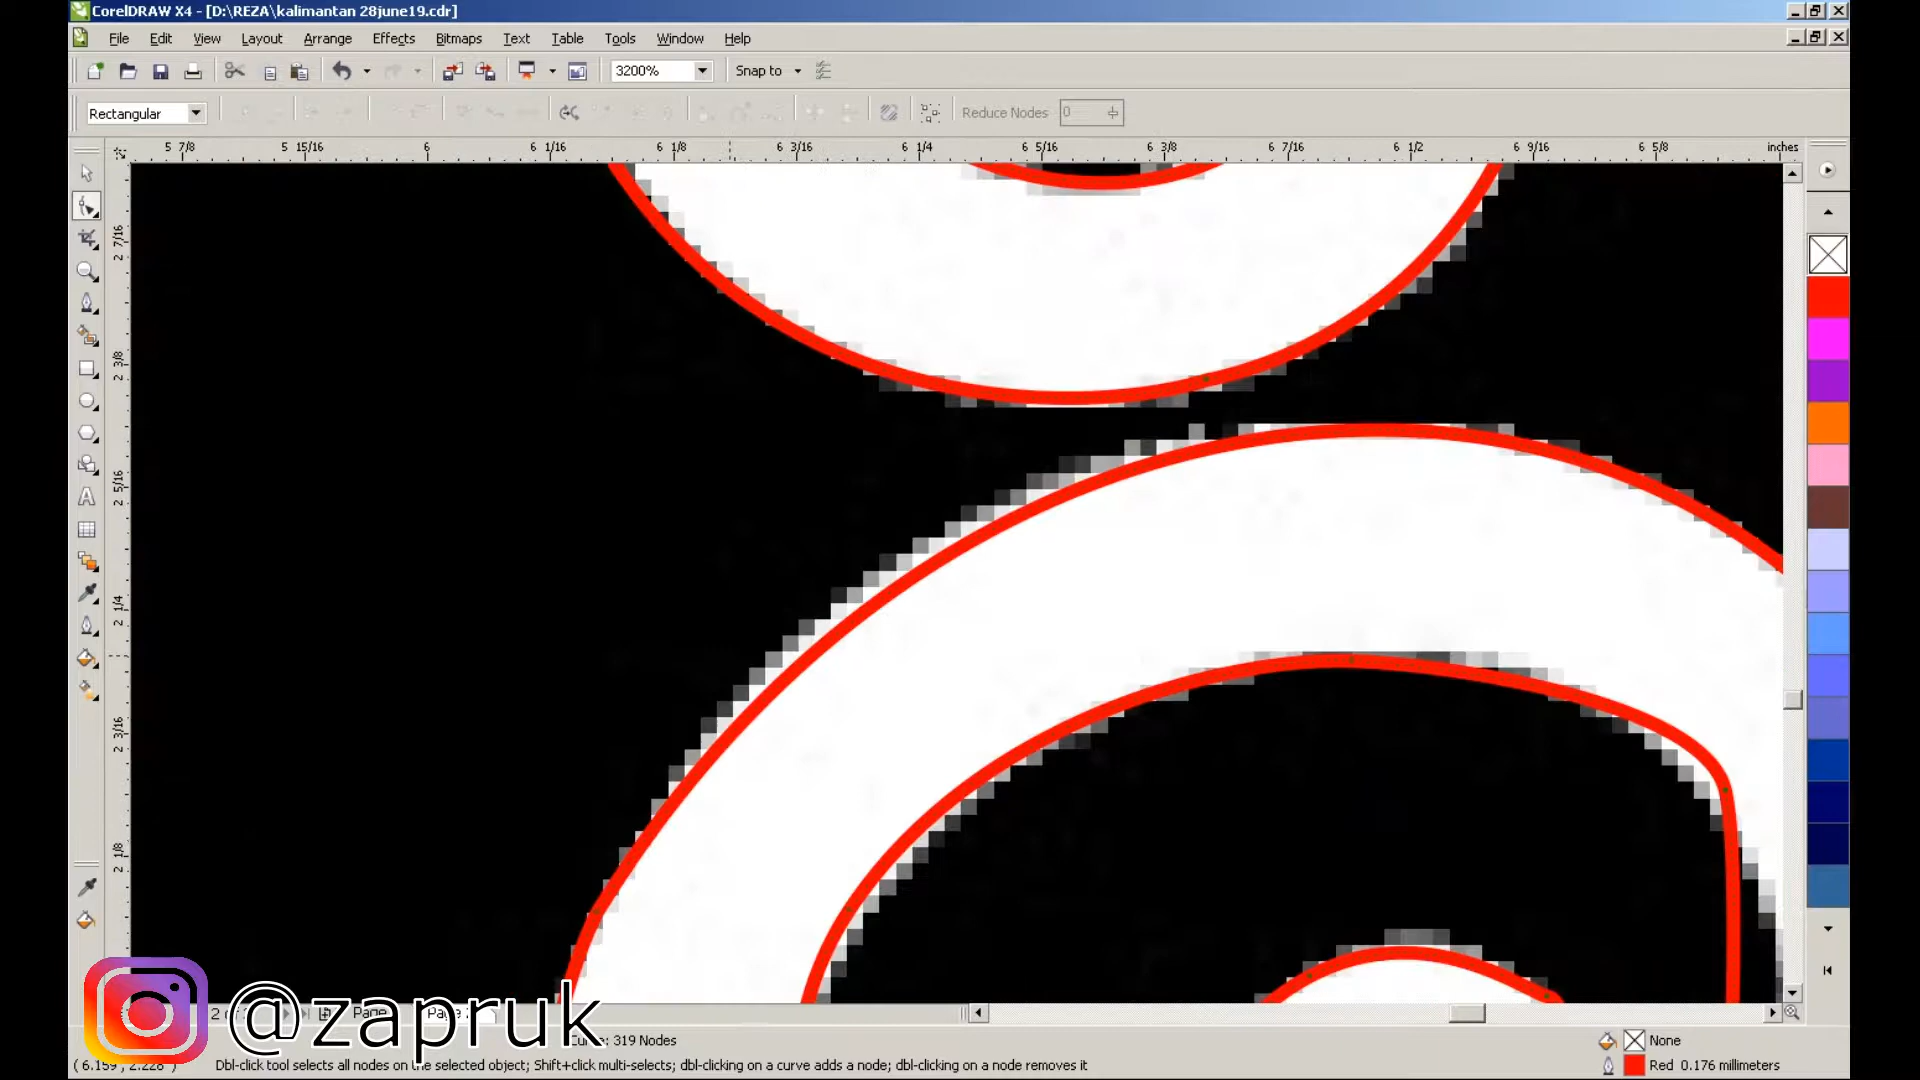 CorelDRAW X4 - [D:\REZA\kalimantan 28june19.cdr]
File Edit View Layout Arrange Effects Bitmaps Text Table Tools Window Help
3200% Snap to
Rectangular Reduce Nodes 0
5 7/8 5 15/16 6 6 1/16 6 1/8 6 3/16 6 1/4 6 5/16 6 3/8 6 7/16 6 1/2 6 9/16 6 5/8 inches
2 7/16
2 3/8
2 5/16
2 1/4
2 3/16
2 1/8
@zapruk
Page
319 Nodes
None
( 6.159 , 2.228 ) Dbl-click tool selects all nodes on the selected object; Shift+click multi-selects; dbl-clicking on a curve adds a node; dbl-clicking on a node removes it
Red 0.176 millimeters